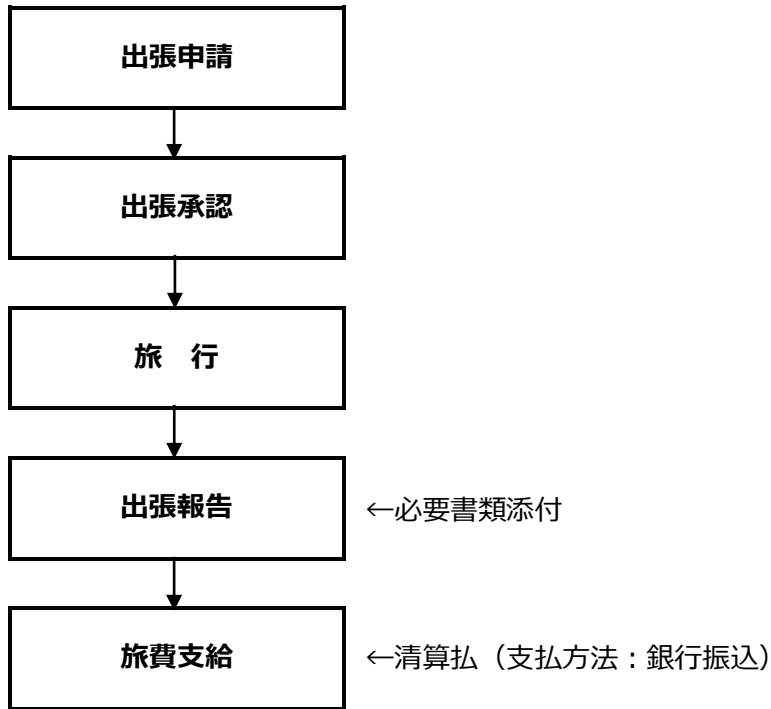 出張申請
出張承認
旅　行
出張報告
←必要書類添付
旅費支給
←清算払（支払方法：銀行振込）